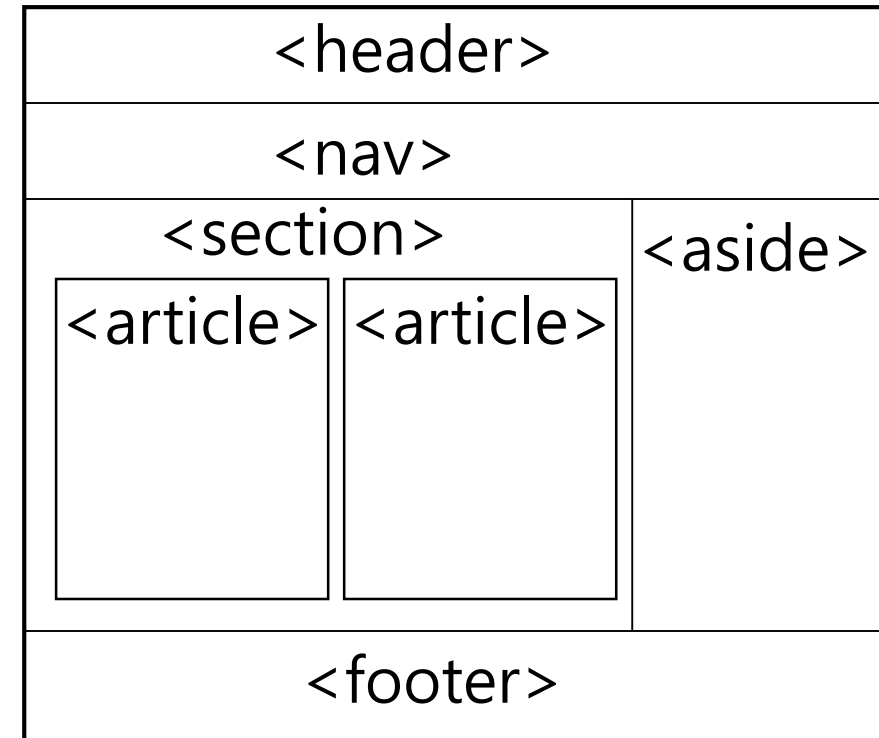 <header>
<nav>
<section>
<aside>
<article> <article>
<footer>